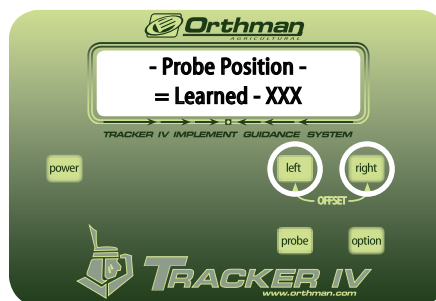 Orthman
AGRICULTURAL
- Probe Position -
= Learned - XXX
TRACKER IV IMPLEMENT GUIDANCE SYSTEM
power
left
right
OFFSET
probe
option
TRACKER IV
www.orthman.com